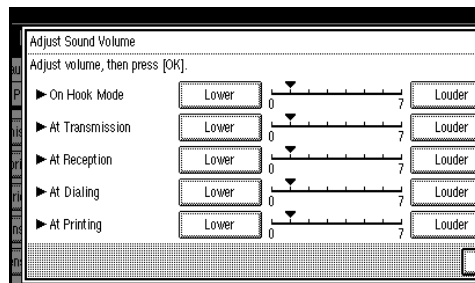 Adjust Sound Volume
Adjust volume, then press [OK].
► On Hook Mode Lower 0 7 Louder
► At Transmission Lower 0 7 Louder
► At Reception Lower 0 7 Louder
► At Dialing Lower 0 7 Louder
► At Printing Lower 0 7 Louder